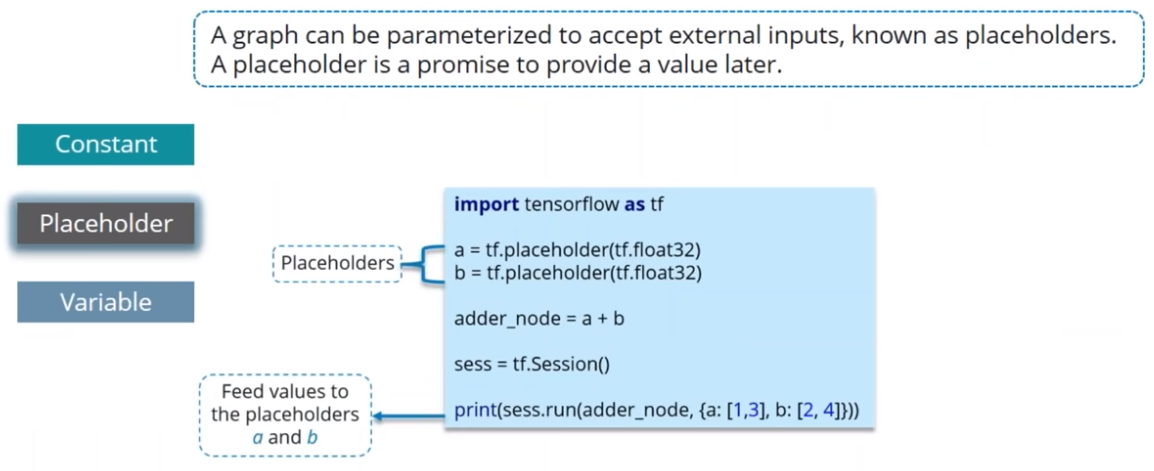 A graph can be parameterized to accept external inputs, known as placeholders.
A placeholder is a promise to provide a value later.
Constant
Placeholder
Variable
Placeholders
import tensorflow as tf
a = tf.placeholder(tf.float32)
b = tf.placeholder(tf.float32)
adder_node = a + b
sess = tf.Session()
print(sess.run(adder_node, {a: [1,3], b: [2, 4]}))
Feed values to
the placeholders
a and b